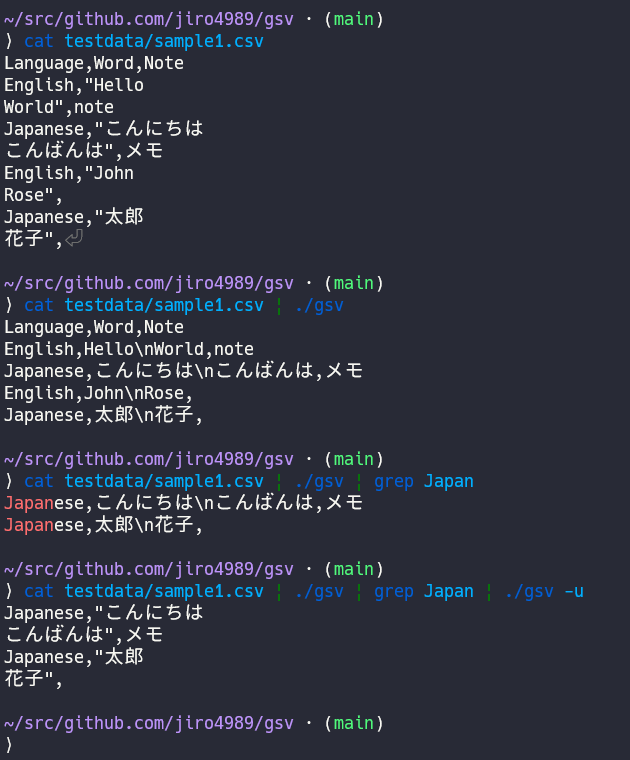 ~/src/github.com/jiro4989/gsv · (main)
⟩ cat testdata/sample1.csv
Language,Word,Note
English,"Hello
World",note
Japanese,"こんにちは
こんばんは",メモ
English,"John
Rose",
Japanese,"太郎
花子",⏎
~/src/github.com/jiro4989/gsv · (main)
⟩ cat testdata/sample1.csv ¦ ./gsv
Language,Word,Note
English,Hello\nWorld,note
Japanese,こんにちは\nこんばんは,メモ
English,John\nRose,
Japanese,太郎\n花子,
~/src/github.com/jiro4989/gsv · (main)
⟩ cat testdata/sample1.csv ¦ ./gsv ¦ grep Japan
Japanese,こんにちは\nこんばんは,メモ
Japanese,太郎\n花子,
~/src/github.com/jiro4989/gsv · (main)
⟩ cat testdata/sample1.csv ¦ ./gsv ¦ grep Japan ¦ ./gsv -u
Japanese,"こんにちは
こんばんは",メモ
Japanese,"太郎
花子",
~/src/github.com/jiro4989/gsv · (main)
⟩